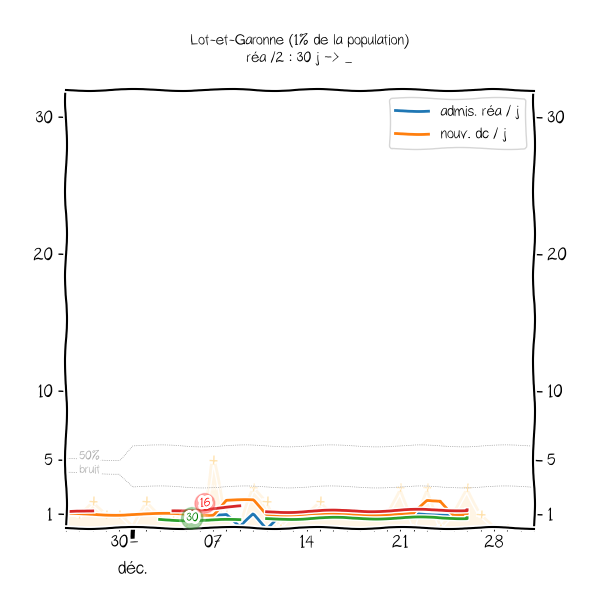 Lot-et-Garonne (1% de la population)
réa /2 : 30 j -> _
admis. réa / j
nouv. dc / j
30 30
20 20
10 10
50%
5 5
bruit
16
1 30 1
30 07 14 21 28
déc.